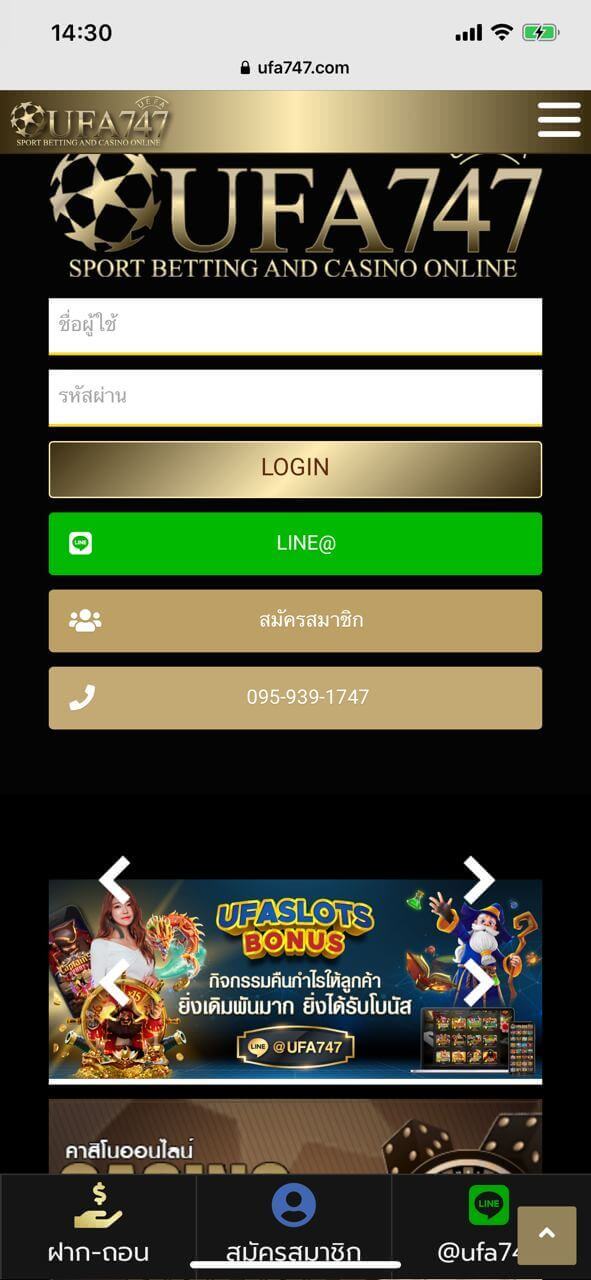 14:30
ufa747.com
UEFA
UFA747
SPORT BETTING AND CASINO ONLINE
UFA747
SPORT BETTING AND CASINO ONLINE
ชื่อผู้ใช้
รหัสผ่าน
LOGIN
LINE@
สมัครสมาชิก
095-939-1747
UFASLOTS
BONUS
กิจกรรมคืนกำไรให้ลูกค้า
ยิ่งเดิมพันมาก ยิ่งได้รับโบนัส
LINE @UFA747
คาสิโนออนไลน์
CASINO
ฝาก-ถอน
สมัครสมาชิก
LINE
@ufa74